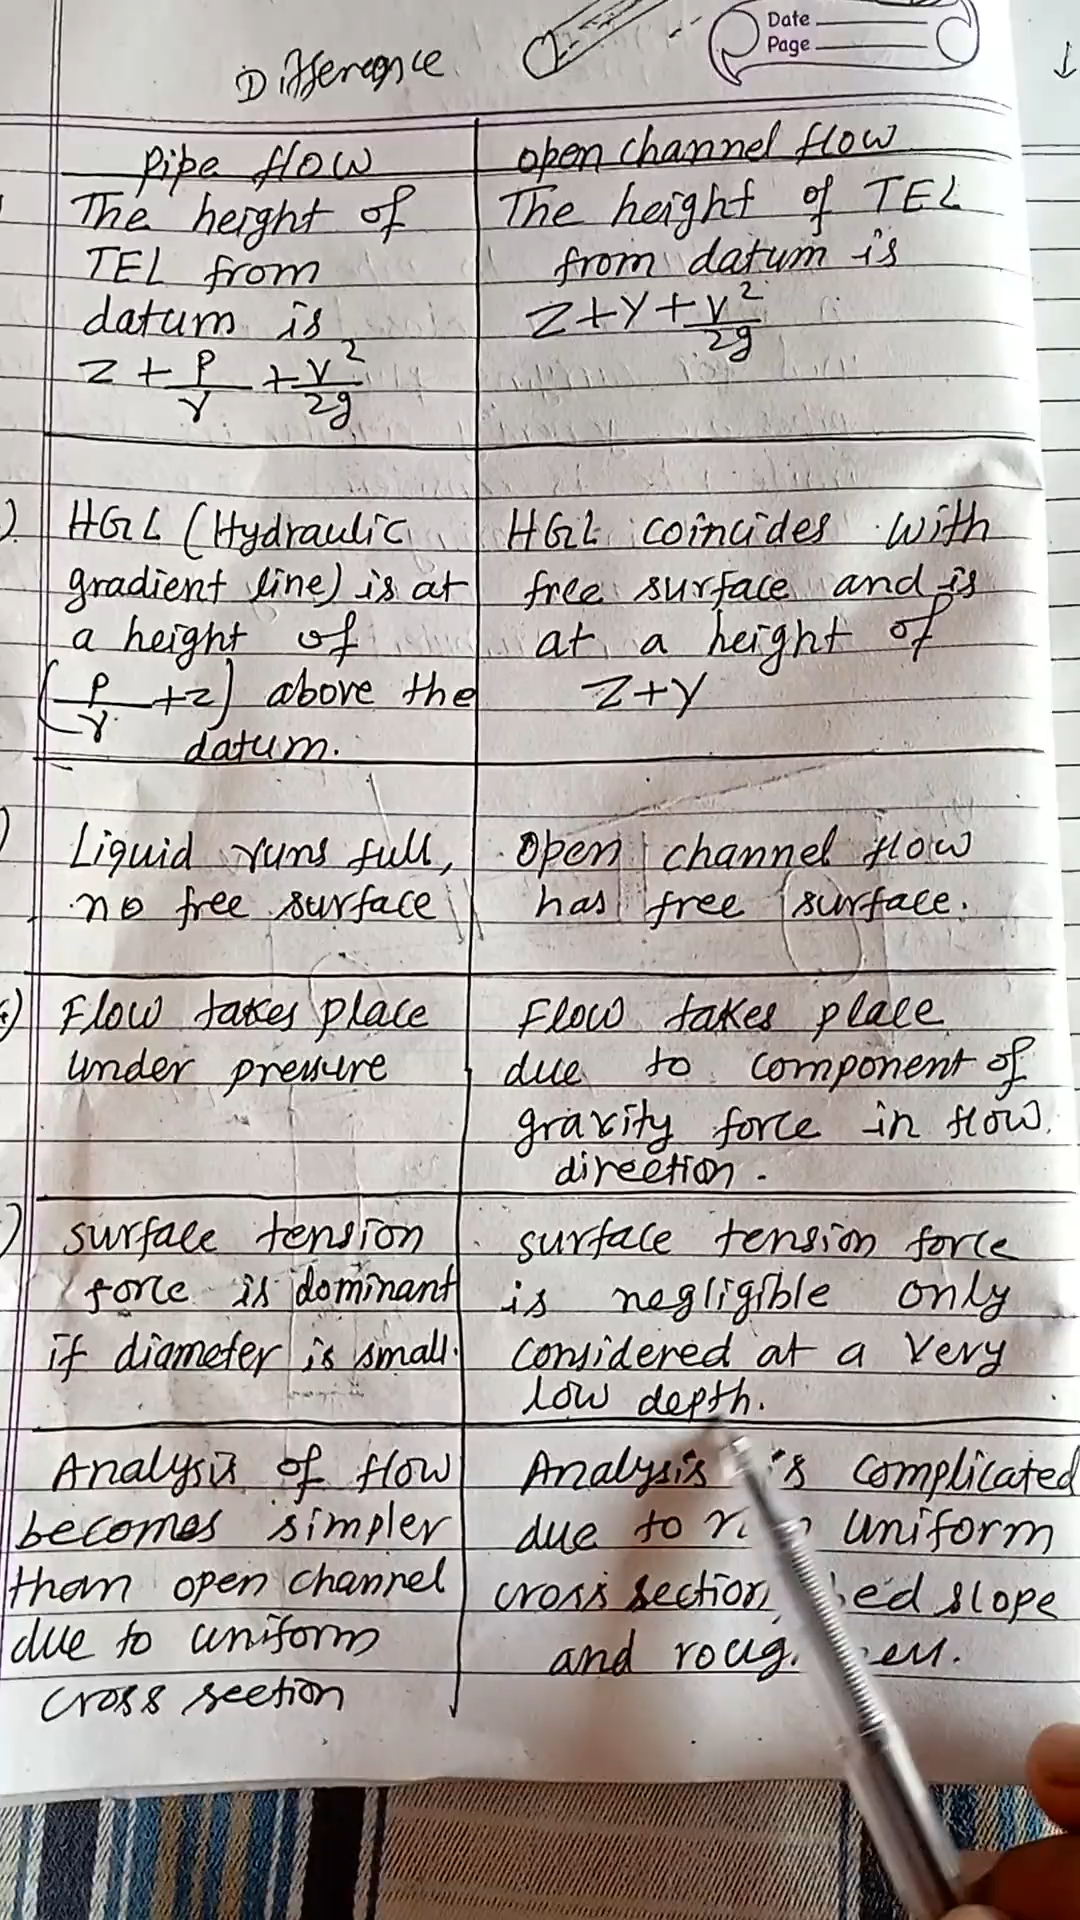 Date
Page
Difference
Pipe flow
The height of
TEL from
datum is
z + P/γ + v²/2g
open channel flow
The height of TEL
from datum is
Z+Y+v²/2g
HGL (Hydraulic
gradient line) is at
a height of
(P/γ +z) above the
datum.
HGL coincides with
free surface and is
at a height of
Z+Y
Liquid runs full,
no free surface
Open channel flow
has free surface.
Flow takes place
under pressure
Flow takes place
due to component of
gravity force in flow
direction.
surface tension
force is dominant
if diameter is small.
surface tension force
is negligible only
considered at a very
low depth.
Analysis of flow
becomes simpler
than open channel
due to uniform
cross section
Analysis is complicated
due to uniform
cross section, bed slope
and